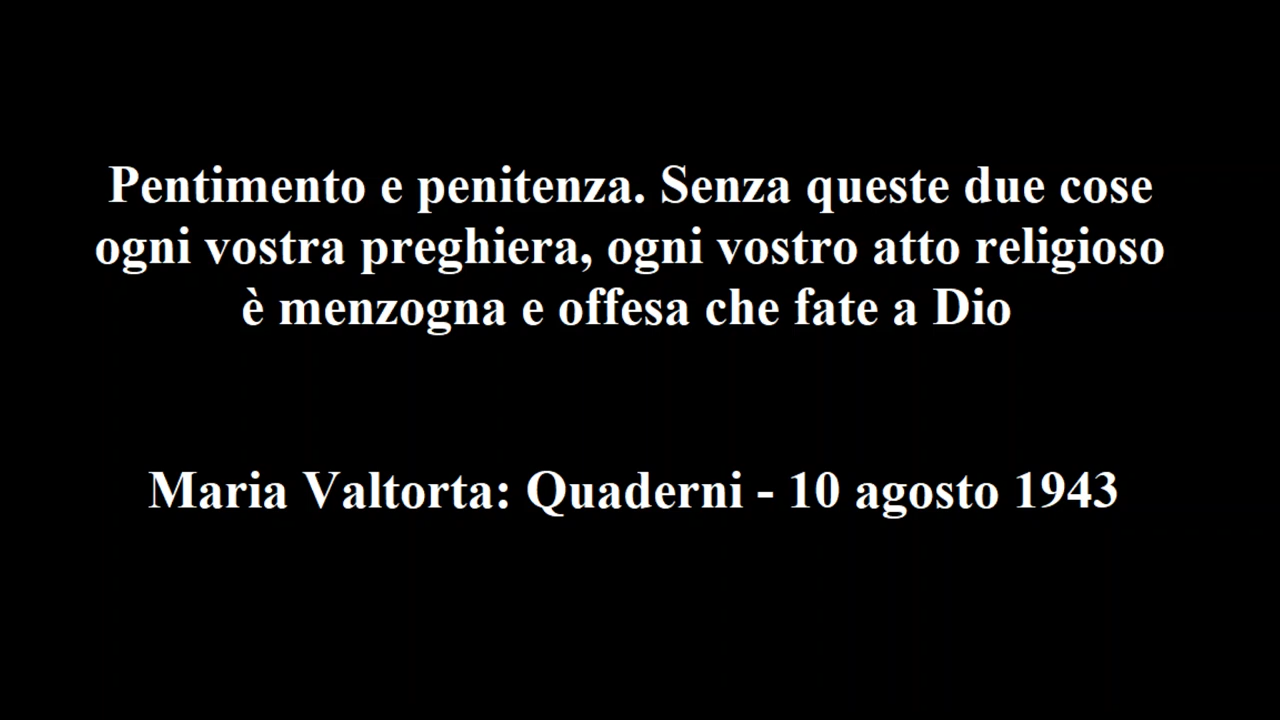 Pentimento e penitenza. Senza queste due cose
ogni vostra preghiera, ogni vostro atto religioso
è menzogna e offesa che fate a Dio
Maria Valtorta: Quaderni - 10 agosto 1943